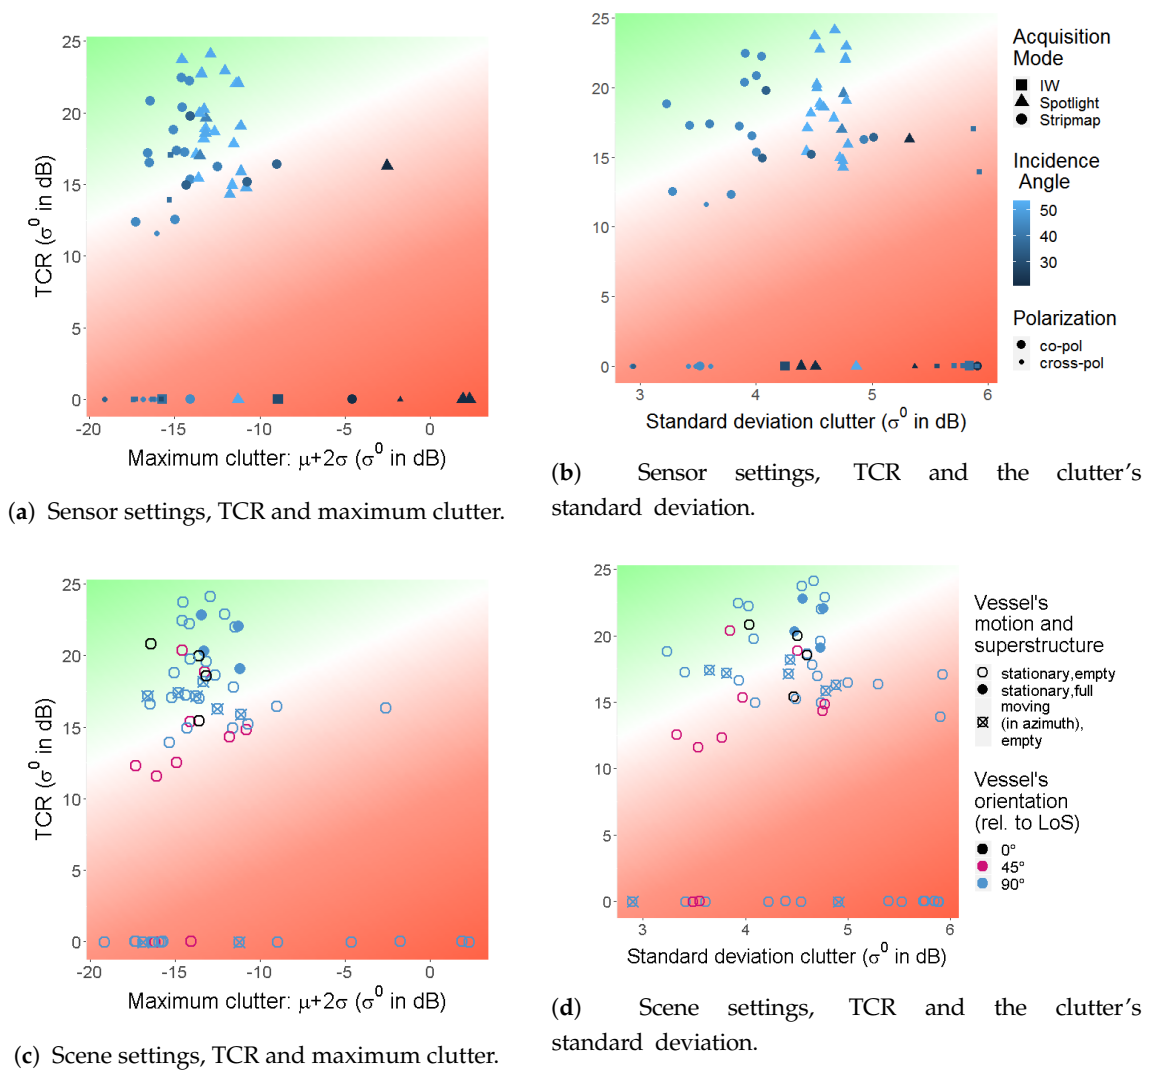 25
20
15
10
5
0
TCR (σ⁰ in dB)
-20 -15 -10 -5 0
Maximum clutter: μ+2σ (σ⁰ in dB)
(a) Sensor settings, TCR and maximum clutter.
25
20
15
10
5
0
3 4 5 6
Standard deviation clutter (σ⁰ in dB)
Acquisition
Mode
IW
Spotlight
Stripmap
Incidence
Angle
50
40
30
Polarization
co-pol
cross-pol
(b) Sensor settings, TCR and the clutter's
standard deviation.
25
20
15
10
5
0
TCR (σ⁰ in dB)
-20 -15 -10 -5 0
Maximum clutter: μ+2σ (σ⁰ in dB)
(c) Scene settings, TCR and maximum clutter.
25
20
15
10
5
0
3 4 5 6
Standard deviation clutter (σ⁰ in dB)
Vessel's
motion and
superstructure
stationary,empty
stationary,full
moving
(in azimuth),
empty
Vessel's
orientation
(rel. to LoS)
0°
45°
90°
(d) Scene settings, TCR and the clutter's
standard deviation.